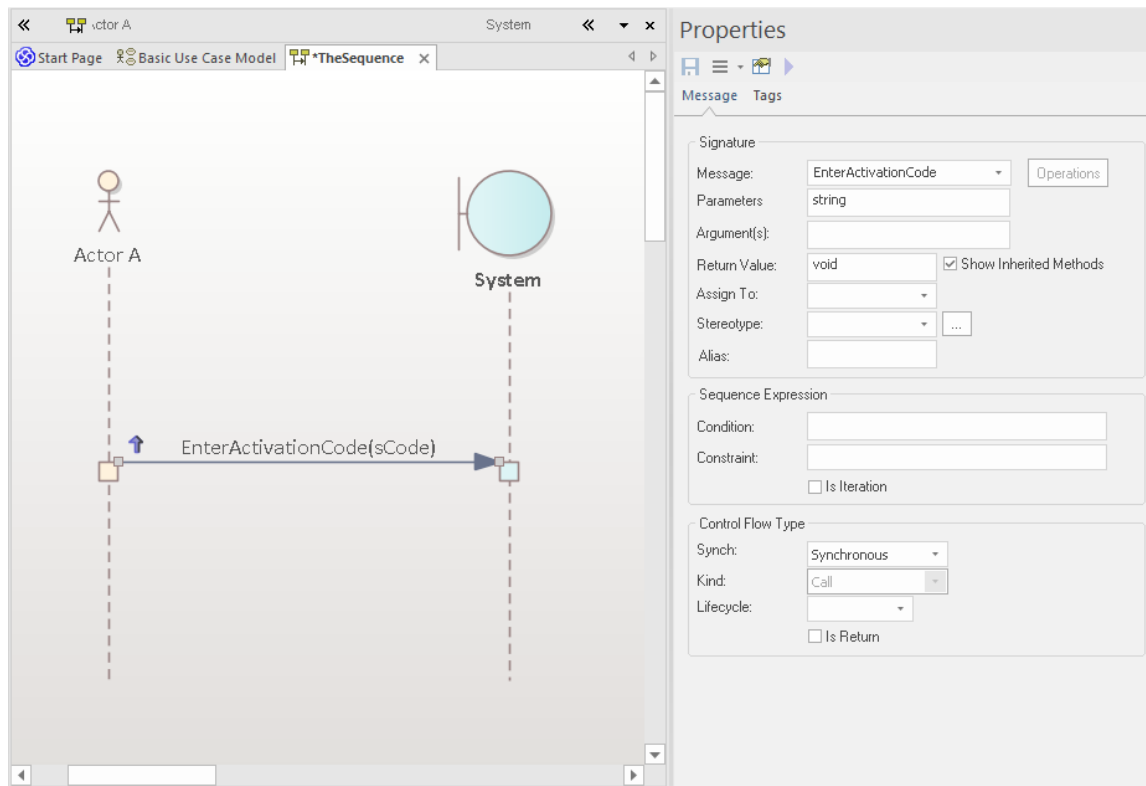 ctor A System
Start Page Basic Use Case Model *TheSequence
Actor A
System
EnterActivationCode(sCode)
Properties
Message Tags
Signature
Message: EnterActivationCode Operations
Parameters string
Argument(s):
Return Value: void Show Inherited Methods
Assign To:
Stereotype: ...
Alias:
Sequence Expression
Condition:
Constraint:
Is Iteration
Control Flow Type
Synch: Synchronous
Kind: Call
Lifecycle:
Is Return